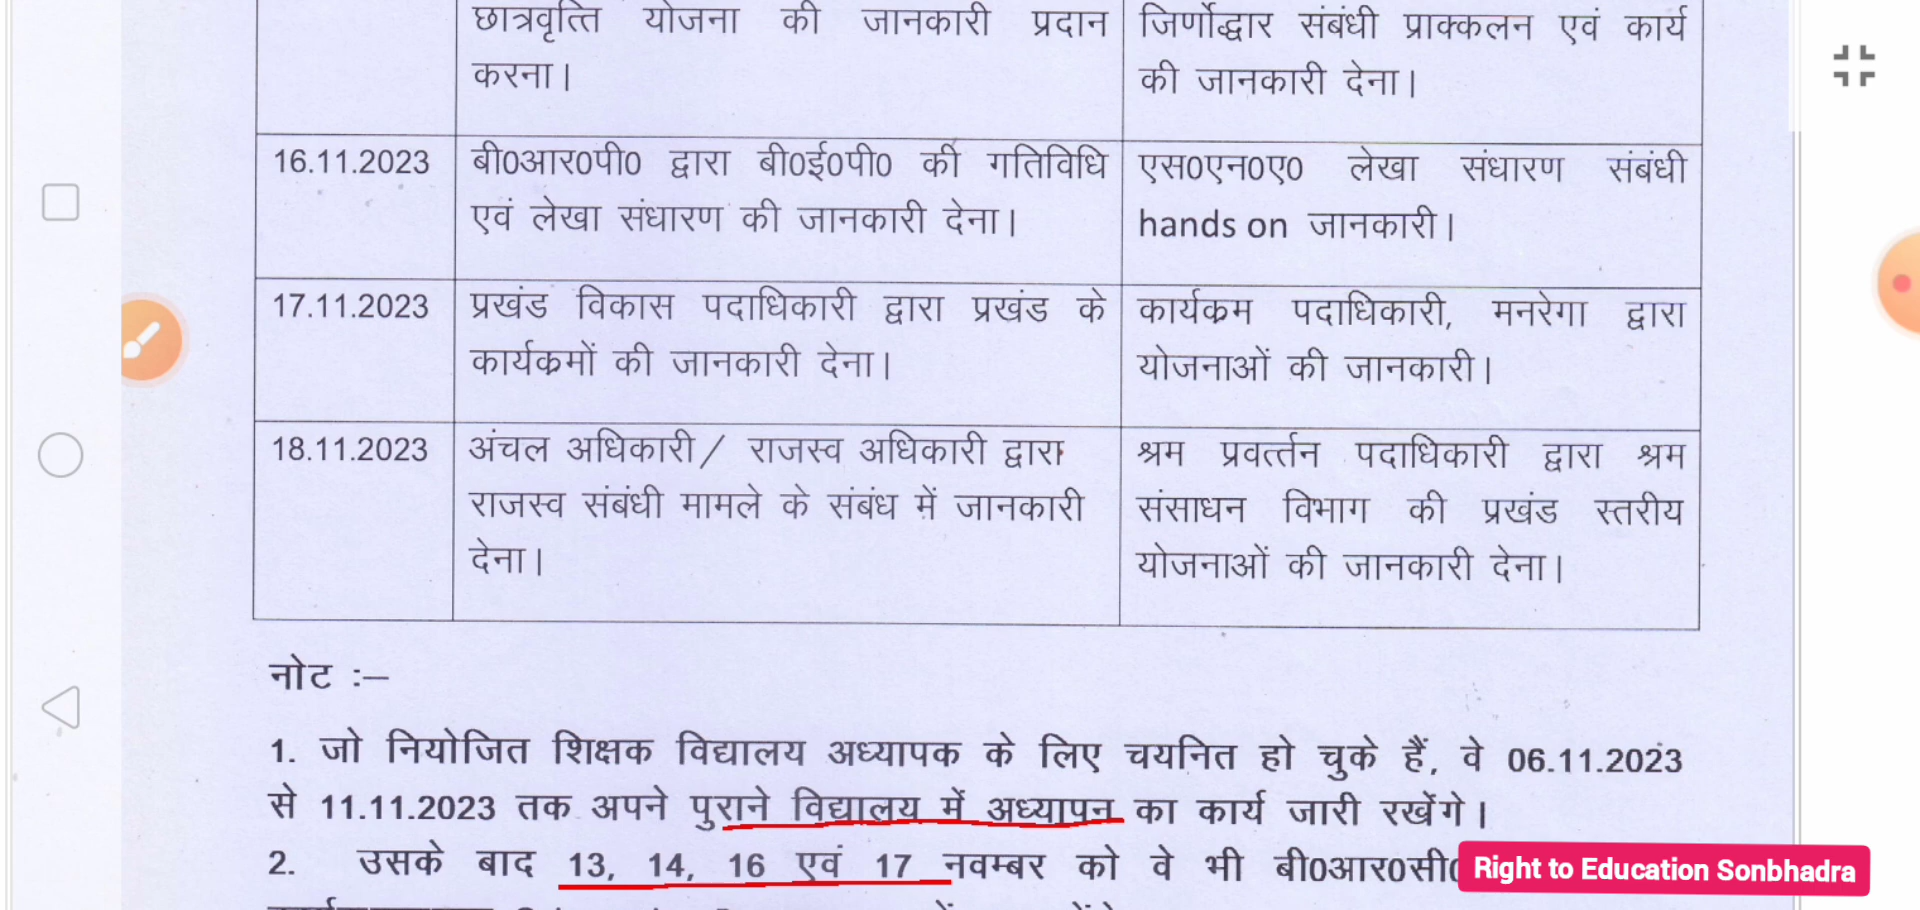 छात्रवृत्ति योजना की जानकारी प्रदान
करना।
जिर्णोद्धार संबंधी प्राक्कलन एवं कार्य
की जानकारी देना।
16.11.2023
बी0आर0पी0 द्वारा बी0ई0पी0 की गतिविधि
एवं लेखा संधारण की जानकारी देना।
एस0एन0ए0 लेखा संधारण संबंधी
hands on जानकारी।
17.11.2023
प्रखंड विकास पदाधिकारी द्वारा प्रखंड के
कार्यक्रमों की जानकारी देना।
कार्यक्रम पदाधिकारी, मनरेगा द्वारा
योजनाओं की जानकारी।
18.11.2023
अंचल अधिकारी/ राजस्व अधिकारी द्वारा
राजस्व संबंधी मामले के संबंध में जानकारी
देना।
श्रम प्रवर्त्तन पदाधिकारी द्वारा श्रम
संसाधन विभाग की प्रखंड स्तरीय
योजनाओं की जानकारी देना।
नोट :–
1. जो नियोजित शिक्षक विद्यालय अध्यापक के लिए चयनित हो चुके हैं, वे 06.11.2023
से 11.11.2023 तक अपने पुराने विद्यालय में अध्यापन का कार्य जारी रखेंगे।
2. उसके बाद 13, 14, 16 एवं 17 नवम्बर को वे भी बी0आर0सी0
Right to Education Sonbhadra